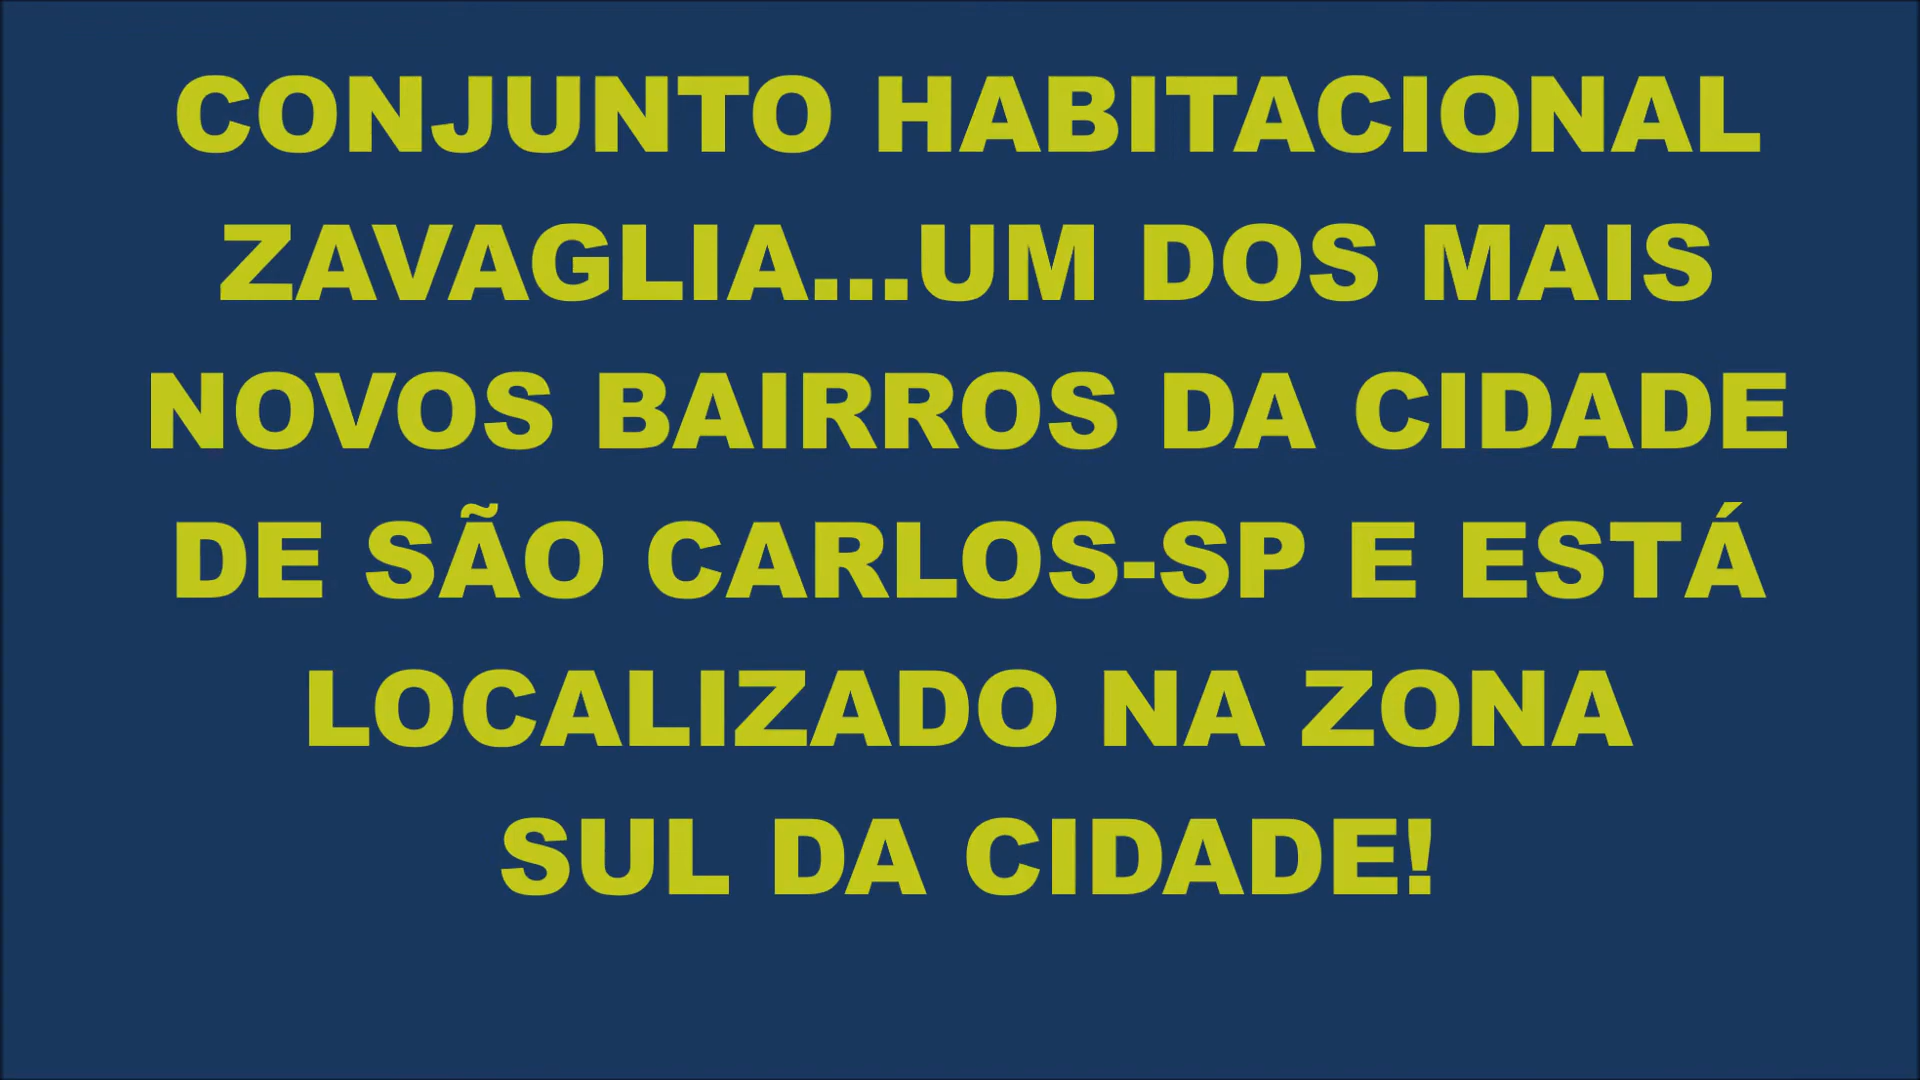 CONJUNTO HABITACIONAL
ZAVAGLIA...UM DOS MAIS
NOVOS BAIRROS DA CIDADE
DE SÃO CARLOS-SP E ESTÁ
LOCALIZADO NA ZONA
SUL DA CIDADE!